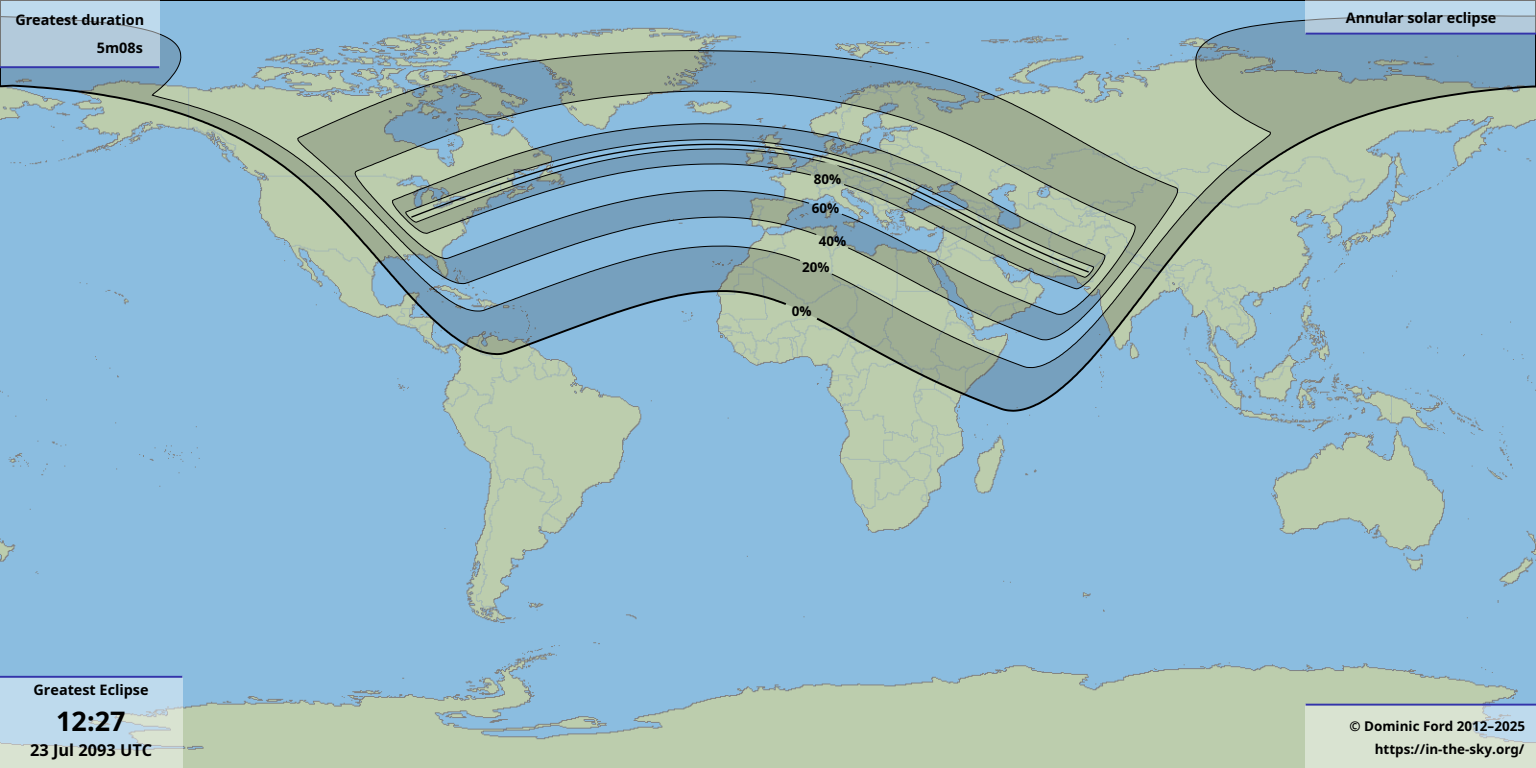 Greatest duration
5m08s
Annular solar eclipse
80%
60%
40%
20%
0%
Greatest Eclipse
12:27
23 Jul 2093 UTC
© Dominic Ford 2012–2025
https://in-the-sky.org/